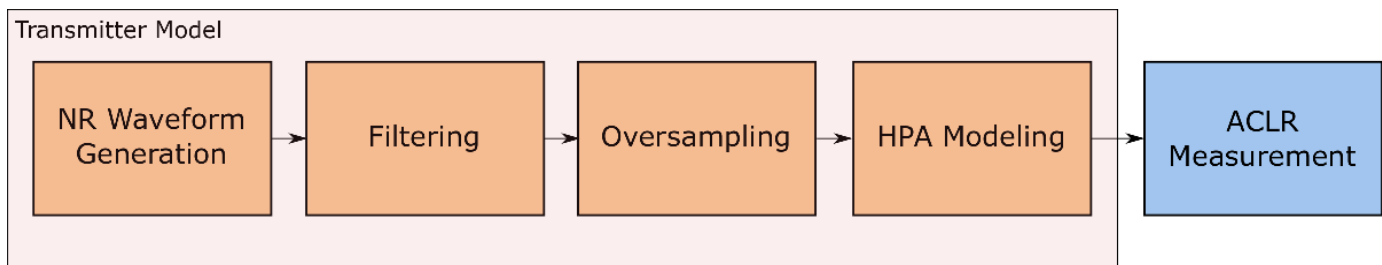 Transmitter Model
NR Waveform
Generation
Filtering
Oversampling
HPA Modeling
ACLR
Measurement